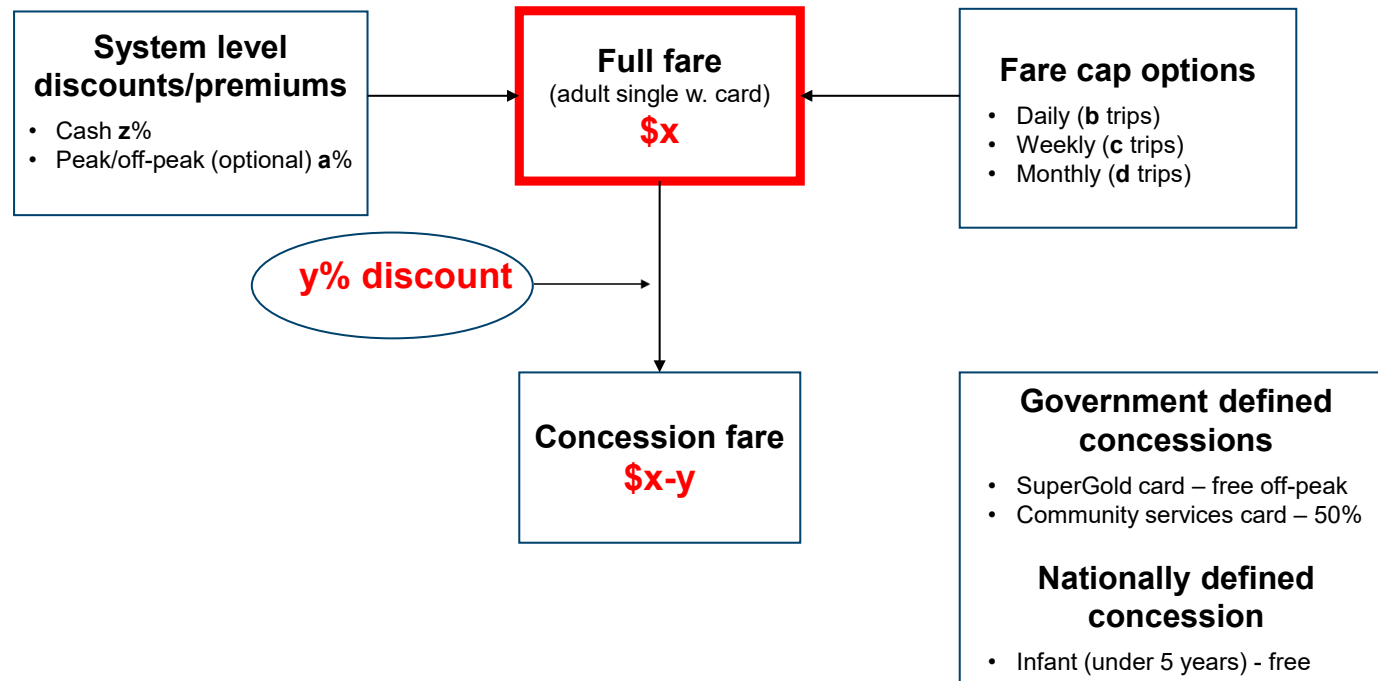 System level
discounts/premiums
• Cash z%
• Peak/off-peak (optional) a%
Full fare
(adult single w. card)
$x
Fare cap options
• Daily (b trips)
• Weekly (c trips)
• Monthly (d trips)
y% discount
Concession fare
$x-y
Government defined
concessions
• SuperGold card – free off-peak
• Community services card – 50%
Nationally defined
concession
• Infant (under 5 years) - free